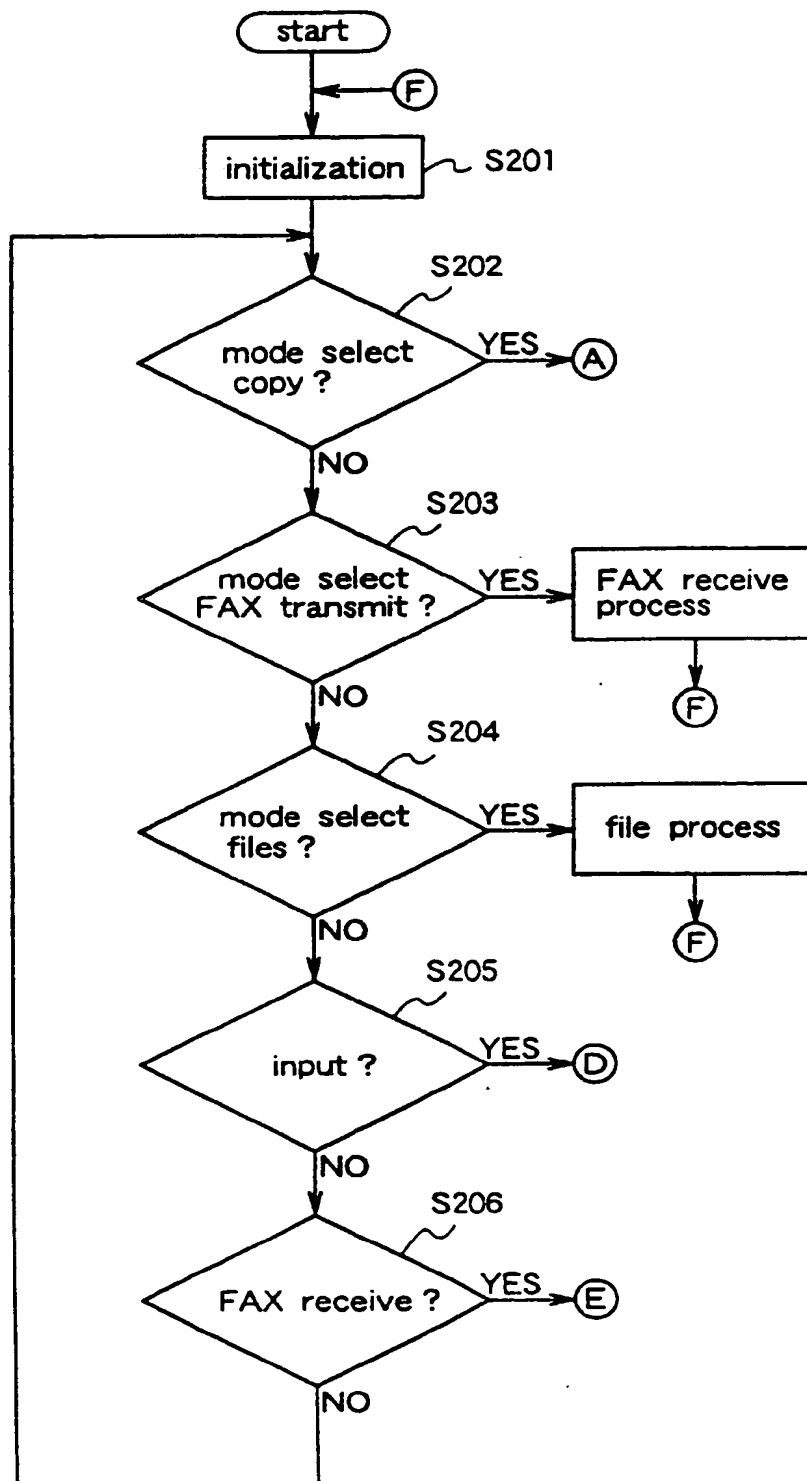 start
F
initialization
S201
S202
mode select
copy ?
YES
A
NO
S203
mode select
FAX transmit ?
YES
FAX receive
process
NO
F
S204
mode select
files ?
YES
file process
NO
F
S205
input ?
YES
D
NO
S206
FAX receive ?
YES
E
NO